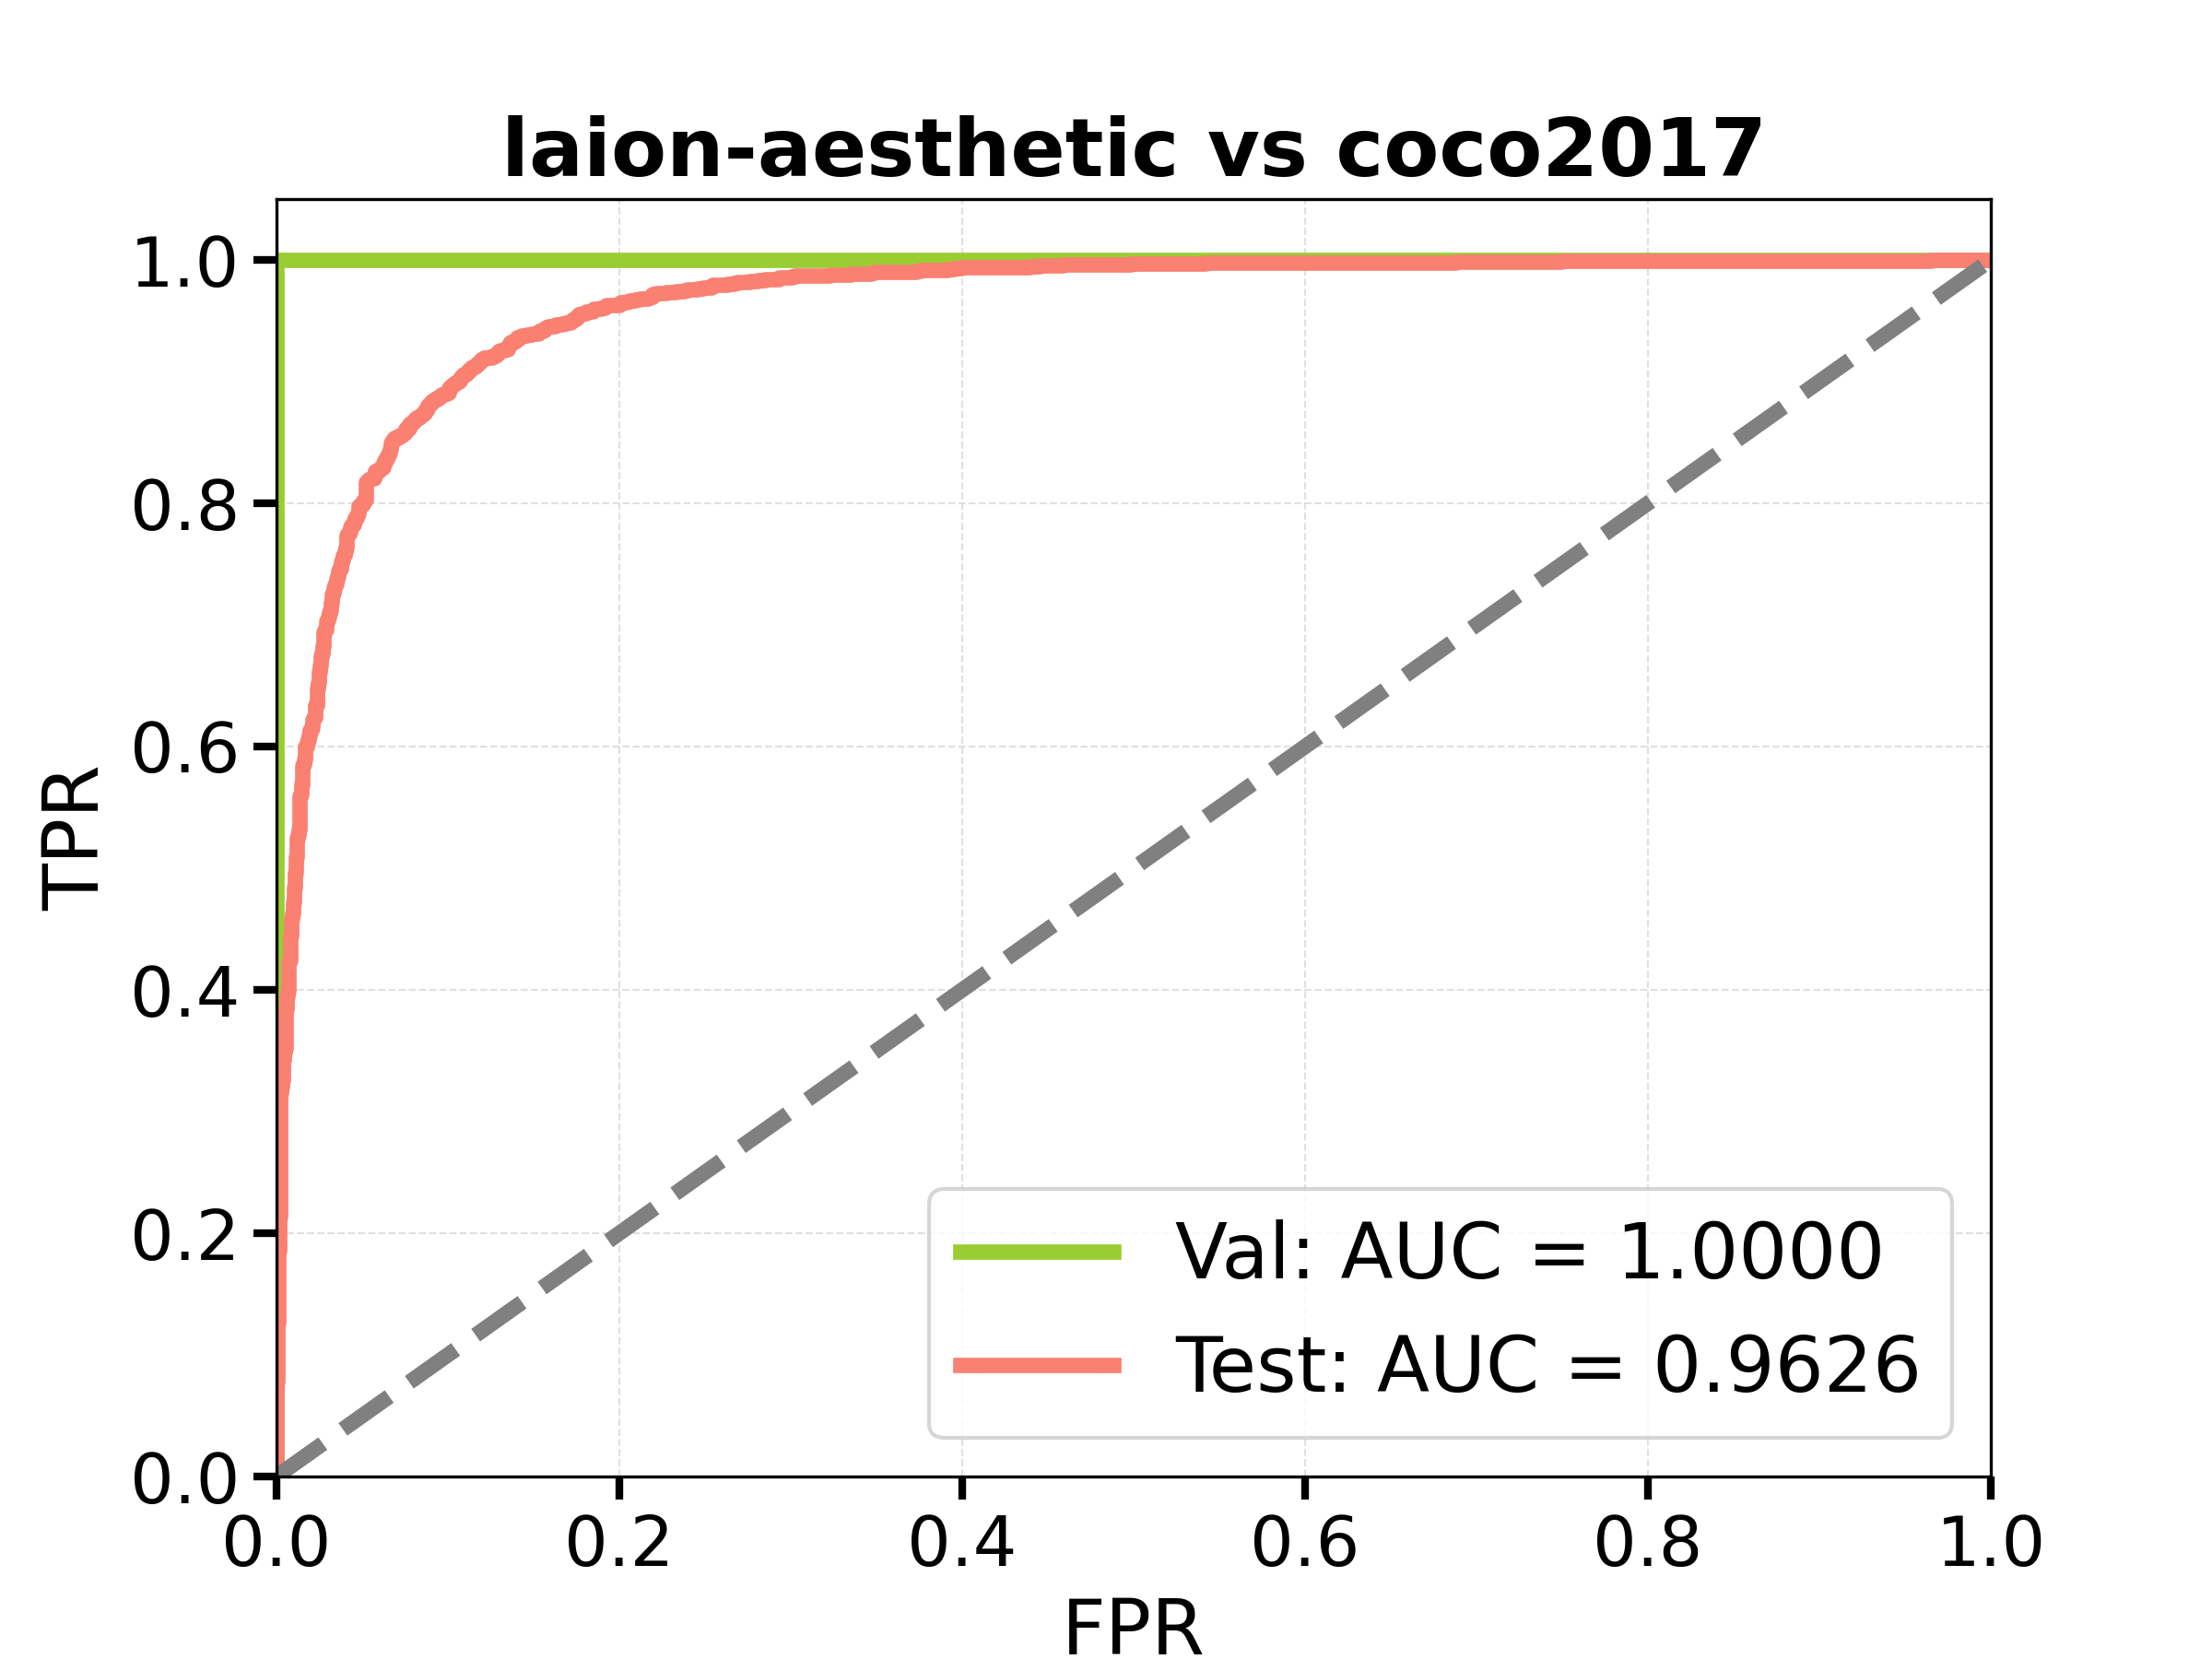 laion-aesthetic vs coco2017
1.0
0.8
0.6
0.4
0.2
0.0
TPR
Val: AUC = 1.0000
Test: AUC = 0.9626
0.0 0.2 0.4 0.6 0.8 1.0
FPR